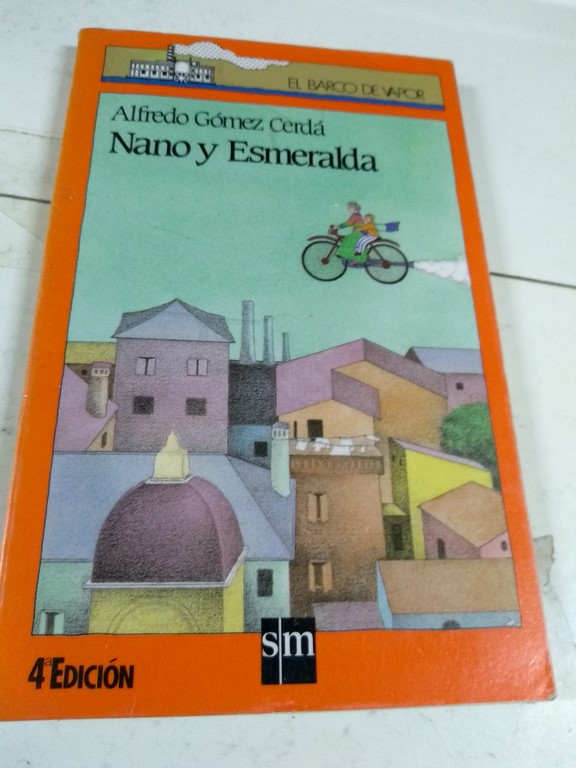 EL BARCO DE VAPOR
Alfredo Gómez Cerdá
Nano y Esmeralda
sm
4ª EDICIÓN